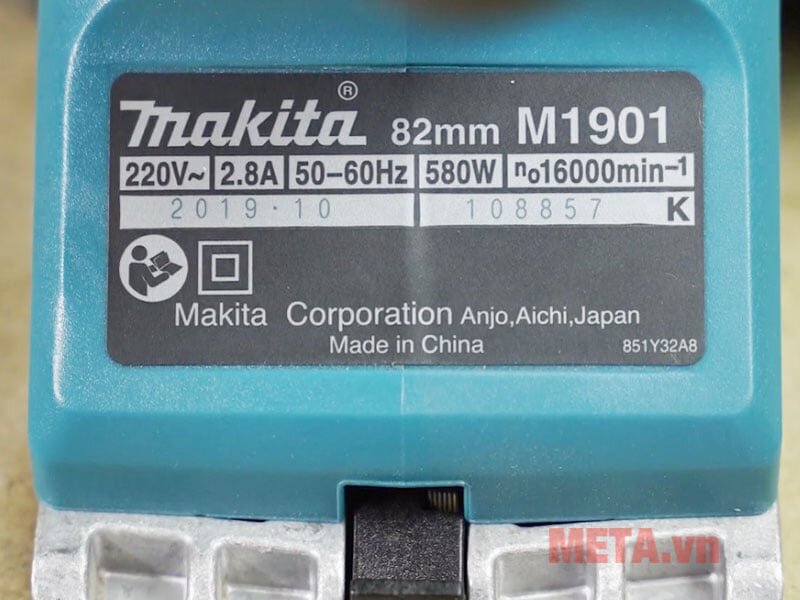 makita® 82mm M1901
220V~ 2.8A 50-60Hz 580W n₀16000min⁻¹
2019·10 108857 K
Makita Corporation Anjo,Aichi,Japan
Made in China 851Y32A8
META.vn